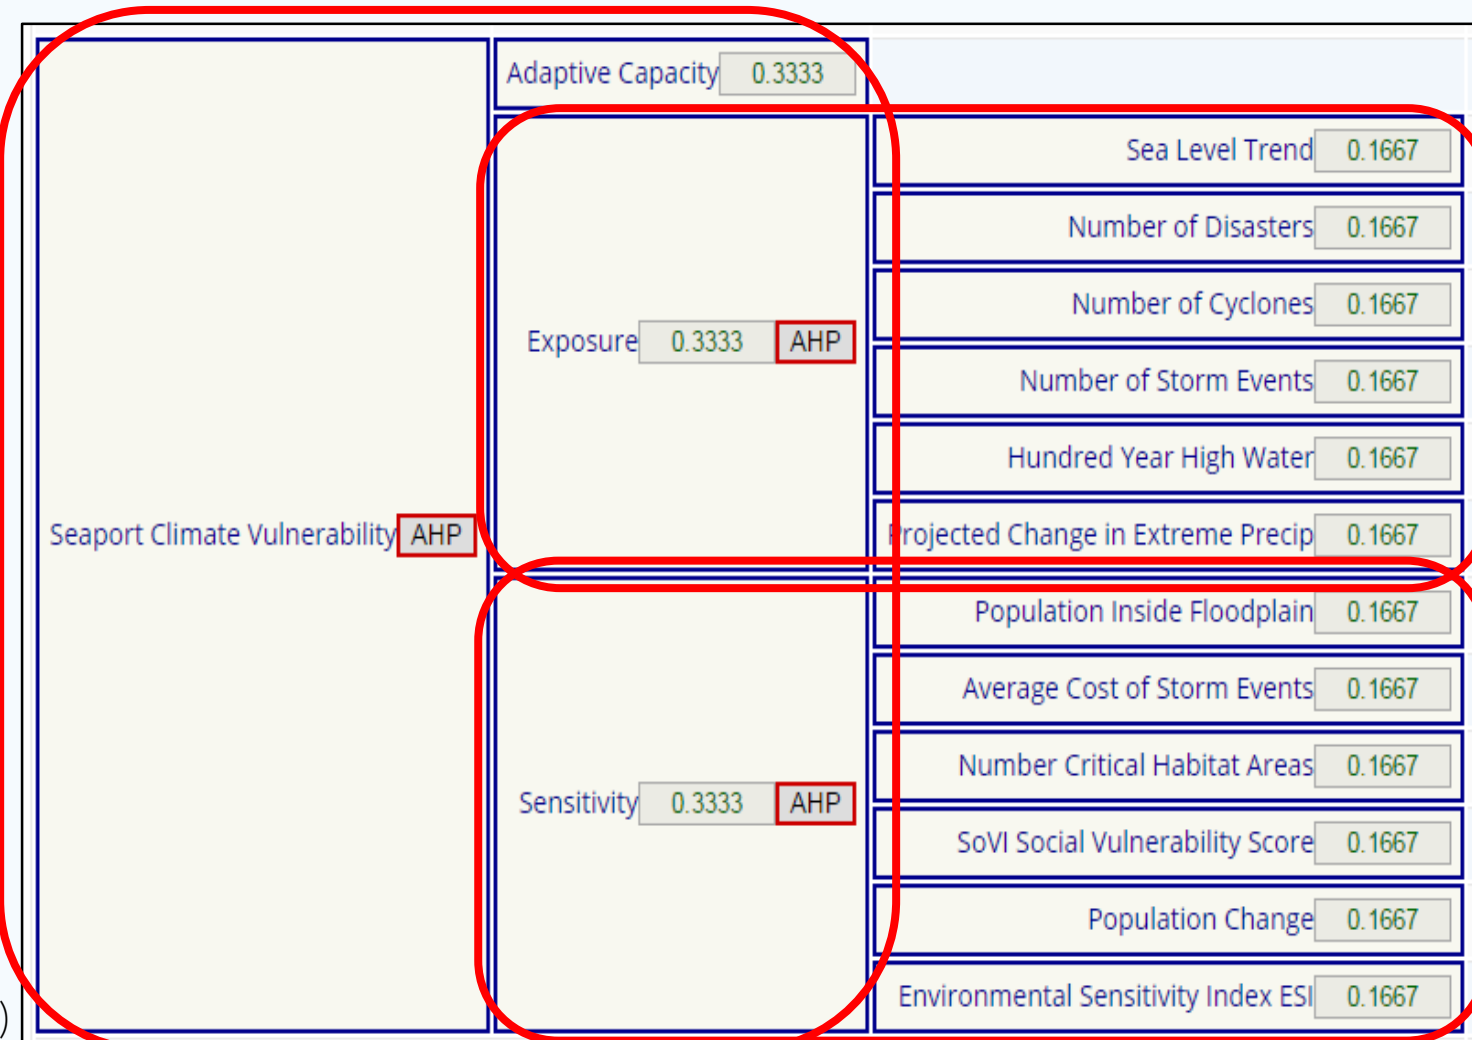 Adaptive Capacity 0.3333
Sea Level Trend 0.1667
Number of Disasters 0.1667
Number of Cyclones 0.1667
Exposure 0.3333 AHP
Number of Storm Events 0.1667
Hundred Year High Water 0.1667
Seaport Climate Vulnerability AHP
Projected Change in Extreme Precip 0.1667
Population Inside Floodplain 0.1667
Average Cost of Storm Events 0.1667
Number Critical Habitat Areas 0.1667
Sensitivity 0.3333 AHP
SoVI Social Vulnerability Score 0.1667
Population Change 0.1667
Environmental Sensitivity Index ESI 0.1667
)